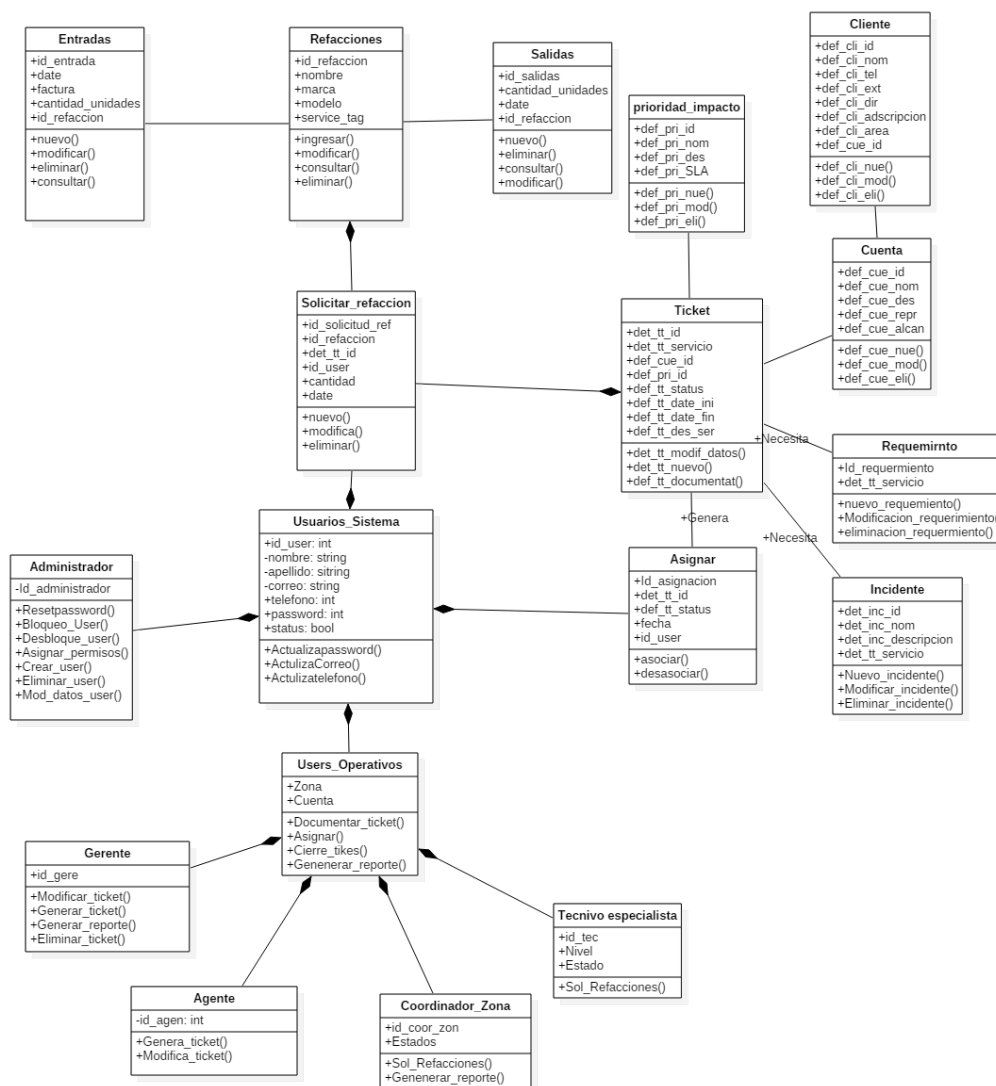 Entradas
+id_entrada
+date
+factura
+cantidad_unidades
+id_refaccion
+nuevo()
+modificar()
+eliminar()
+consultar()
Refacciones
+id_refaccion
+nombre
+marca
+modelo
+service_tag
+ingresar()
+modificar()
+consultar()
+eliminar()
Salidas
+id_salidas
+cantidad_unidades
+date
+id_refaccion
+nuevo()
+eliminar()
+consultar()
+modificar()
prioridad_impacto
+def_pri_id
+def_pri_nom
+def_pri_des
+def_pri_SLA
+def_pri_nue()
+def_pri_mod()
+def_pri_eli()
Cliente
+def_cli_id
+def_cli_nom
+def_cli_tel
+def_cli_ext
+def_cli_dir
+def_cli_adscripcion
+def_cli_area
+def_cue_id
+def_cli_nue()
+def_cli_mod()
+def_cli_eli()
Cuenta
+def_cue_id
+def_cue_nom
+def_cue_des
+def_cue_repr
+def_cue_alcan
+def_cue_nue()
+def_cue_mod()
+def_cue_eli()
Solicitar_refaccion
+id_solicitud_ref
+id_refaccion
+det_tt_id
+id_user
+cantidad
+date
+nuevo()
+modifica()
+eliminar()
Ticket
+det_tt_id
+det_tt_servicio
+def_cue_id
+def_pri_id
+def_tt_status
+def_tt_date_ini
+def_tt_date_fin
+def_tt_des_ser
+det_tt_modif_datos()
+det_tt_nuevo()
+def_tt_documentat()
+Necesita
Requemirnto
+Id_requermiento
+det_tt_servicio
+nuevo_requemiento()
+Modificacion_requerimiento()
+eliminacion_requermiento()
+Genera
+Necesita
Usuarios_Sistema
+id_user: int
-nombre: string
-apellido: sitring
-correo: string
+telefono: int
+password: int
+status: bool
+Actualizapassword()
+ActulizaCorreo()
+Actulizatelefono()
Administrador
-Id_administrador
+Resetpassword()
+Bloqueo_User()
+Desbloque_user()
+Asignar_permisos()
+Crear_user()
+Eliminar_user()
+Mod_datos_user()
Asignar
+Id_asignacion
+det_tt_id
+def_tt_status
+fecha
+id_user
+asociar()
+desasociar()
Incidente
+det_inc_id
+det_inc_nom
+det_inc_descripcion
+det_tt_servicio
+Nuevo_incidente()
+Modificar_incidente()
+Eliminar_incidente()
Users_Operativos
+Zona
+Cuenta
+Documentar_ticket()
+Asignar()
+Cierre_tikes()
+Genenerar_reporte()
Gerente
+id_gere
+Modificar_ticket()
+Generar_ticket()
+Generar_reporte()
+Eliminar_ticket()
Tecnivo especialista
+id_tec
+Nivel
+Estado
+Sol_Refacciones()
Agente
-id_agen: int
+Genera_ticket()
+Modifica_ticket()
Coordinador_Zona
+id_coor_zon
+Estados
+Sol_Refacciones()
+Genenerar_reporte()